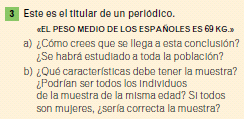 3 Este es el titular de un periódico.
«EL PESO MEDIO DE LOS ESPAÑOLES ES 69 KG.»
a) ¿Cómo crees que se llega a esta conclusión?
¿Se habrá estudiado a toda la población?
b) ¿Qué características debe tener la muestra?
¿Podrían ser todos los individuos
de la muestra de la misma edad? Si todos
son mujeres, ¿sería correcta la muestra?